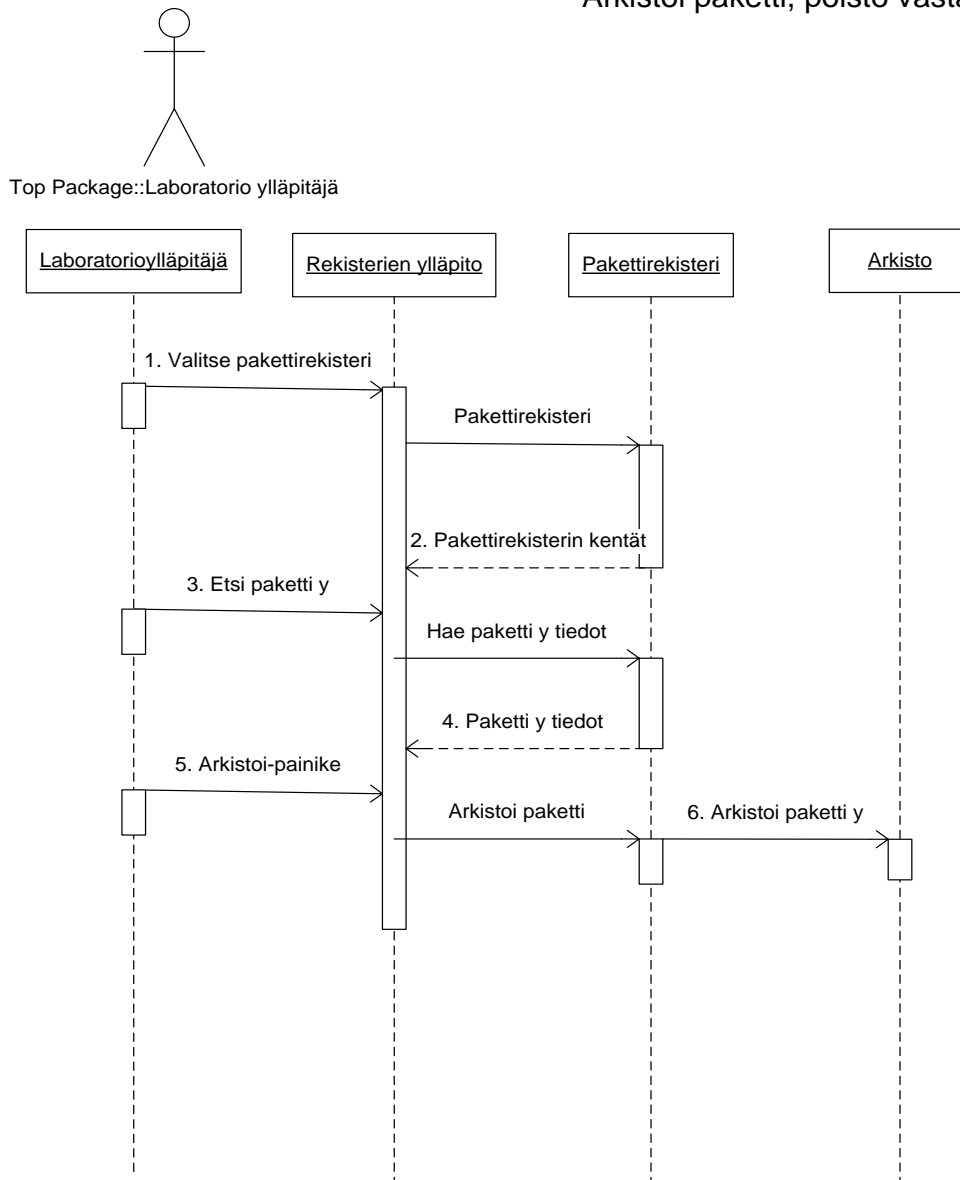 Arkistoi paketti, poisto
Top Package::Laboratorio ylläpitäjä
Laboratorioylläpitäjä
Rekisterien ylläpito
Pakettirekisteri
Arkisto
1. Valitse pakettirekisteri
Pakettirekisteri
2. Pakettirekisterin kentät
3. Etsi paketti y
Hae paketti y tiedot
4. Paketti y tiedot
5. Arkistoi-painike
Arkistoi paketti
6. Arkistoi paketti y